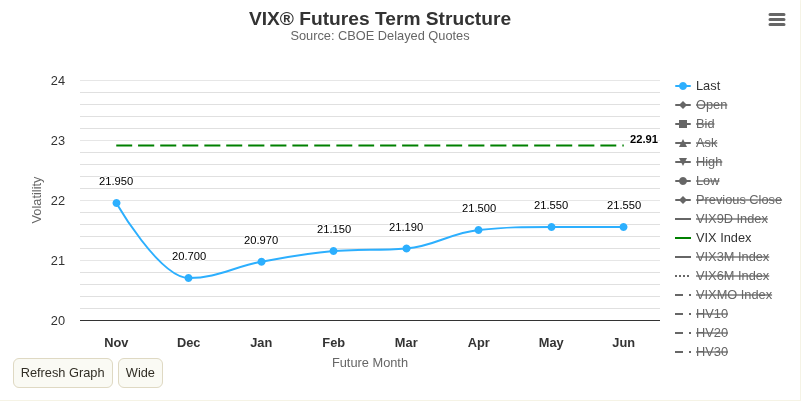 VIX® Futures Term Structure
Source: CBOE Delayed Quotes
24
23
22
21
20
Volatility
22.91
21.950
20.700
20.970
21.150
21.190
21.500
21.550
21.550
Nov Dec Jan Feb Mar Apr May Jun
Future Month
Last
Open
Bid
Ask
High
Low
Previous Close
VIX9D Index
VIX Index
VIX3M Index
VIX6M Index
VIXMO Index
HV10
HV20
HV30
Refresh Graph Wide